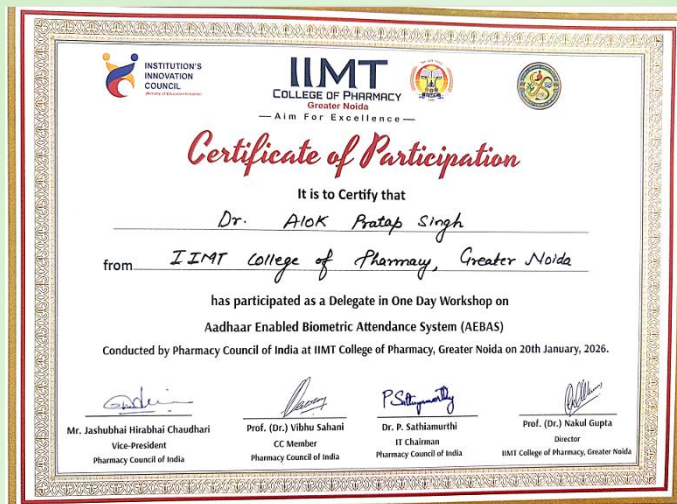 INSTITUTION'S
INNOVATION
COUNCIL
(Ministry of Education Initiative)
IIMT
COLLEGE OF PHARMACY
Greater Noida
—Aim For Excellence—
Certificate of Participation
It is to Certify that
Dr. Alok Pratap Singh
from IIMT College of Pharmacy, Greater Noida
has participated as a Delegate in One Day Workshop on
Aadhaar Enabled Biometric Attendance System (AEBAS)
Conducted by Pharmacy Council of India at IIMT College of Pharmacy, Greater Noida on 20th January, 2026.
P. Sathiyamurthy
Mr. Jashubhai Hirabhai Chaudhari
Vice-President
Pharmacy Council of India
Prof. (Dr.) Vibhu Sahani
CC Member
Pharmacy Council of India
Dr. P. Sathiamurthi
IT Chairman
Pharmacy Council of India
Prof. (Dr.) Nakul Gupta
Director
IIMT College of Pharmacy, Greater Noida